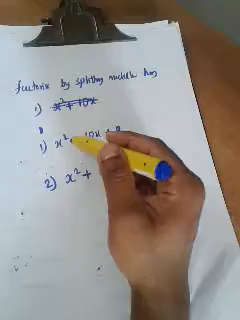 factorise by splitting middle term
1) x² + 10x
1) x² 10x + 9
2) x² +